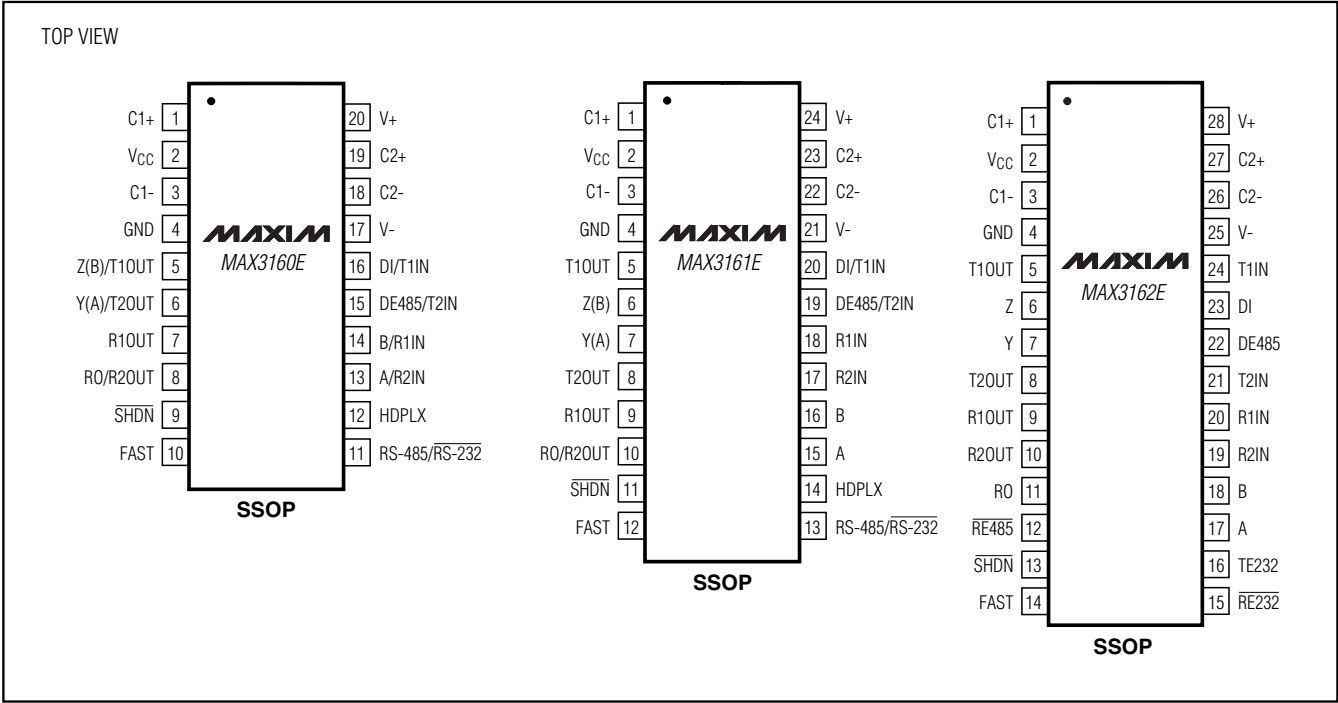 TOP VIEW
C1+ 1
VCC 2
C1- 3
GND 4
Z(B)/T1OUT 5
Y(A)/T2OUT 6
R1OUT 7
RO/R2OUT 8
SHDN 9
FAST 10
MAXIM
MAX3160E
20 V+
19 C2+
18 C2-
17 V-
16 DI/T1IN
15 DE485/T2IN
14 B/R1IN
13 A/R2IN
12 HDPLX
11 RS-485/RS-232
SSOP
C1+ 1
VCC 2
C1- 3
GND 4
T1OUT 5
Z(B) 6
Y(A) 7
T2OUT 8
R1OUT 9
RO/R2OUT 10
SHDN 11
FAST 12
MAXIM
MAX3161E
24 V+
23 C2+
22 C2-
21 V-
20 DI/T1IN
19 DE485/T2IN
18 R1IN
17 R2IN
16 B
15 A
14 HDPLX
13 RS-485/RS-232
SSOP
C1+ 1
VCC 2
C1- 3
GND 4
T1OUT 5
Z 6
Y 7
T2OUT 8
R1OUT 9
R2OUT 10
RO 11
RE485 12
SHDN 13
FAST 14
MAXIM
MAX3162E
28 V+
27 C2+
26 C2-
25 V-
24 T1IN
23 DI
22 DE485
21 T2IN
20 R1IN
19 R2IN
18 B
17 A
16 TE232
15 RE232
SSOP